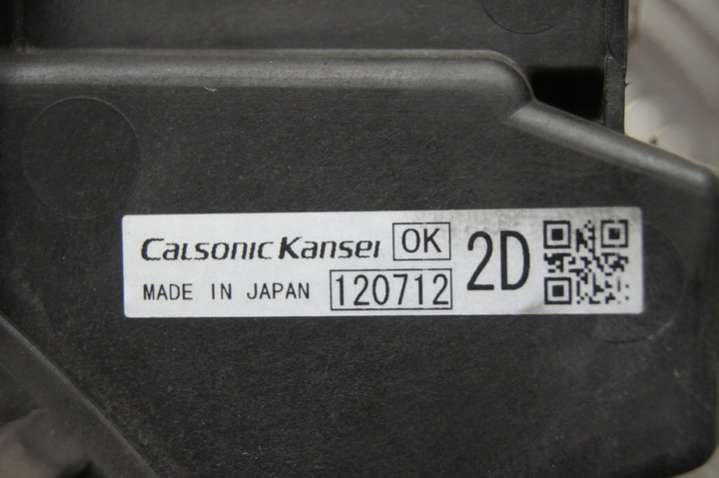 Calsonic Kansei OK 2D
MADE IN JAPAN 120712